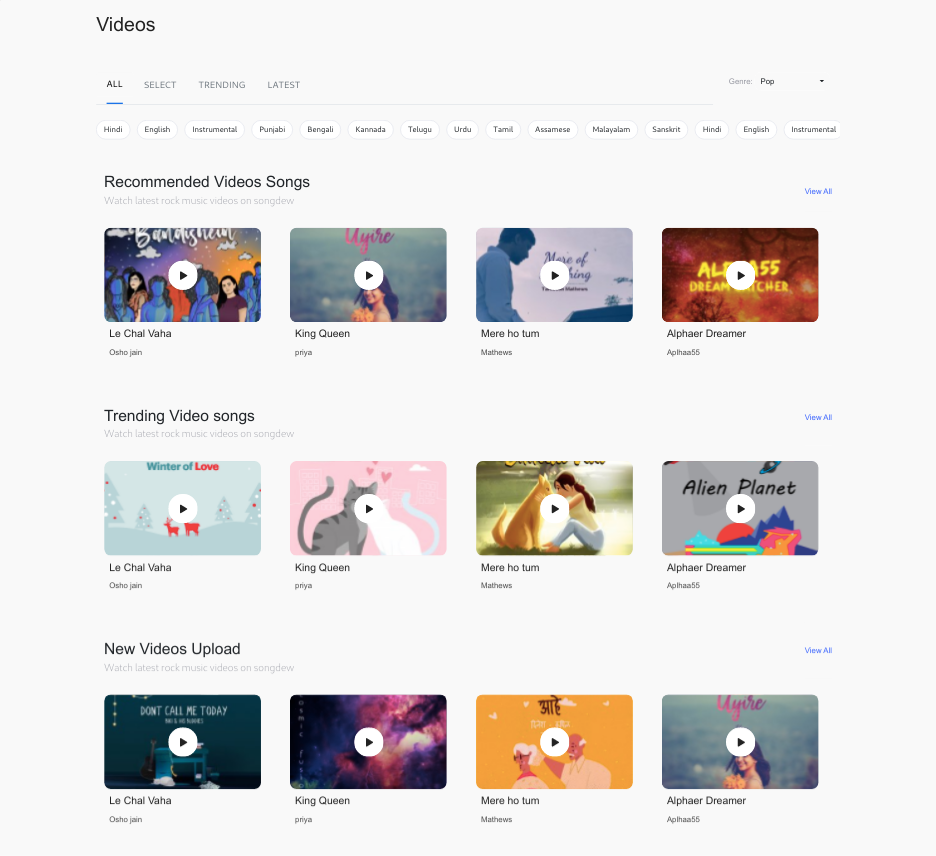 Videos
ALL SELECT TRENDING LATEST
Genre: Pop
Hindi English Instrumental Punjabi Bengali Kannada Telugu Urdu Tamil Assamese Malayalam Sanskrit Hindi English Instrumental
Recommended Videos Songs
View All
Watch latest rock music videos on songdew
Bandishein
Uyire
Mere
Mathews
DREAM
Le Chal Vaha King Queen Mere ho tum Alphaer Dreamer
Osho jain priya Mathews Aplhaa55
Trending Video songs
View All
Watch latest rock music videos on songdew
Winter of Love
Alien Planet
Le Chal Vaha King Queen Mere ho tum Alphaer Dreamer
Osho jain priya Mathews Aplhaa55
New Videos Upload
View All
Watch latest rock music videos on songdew
DONT CALL ME TODAY
आहे
Uyire
Le Chal Vaha King Queen Mere ho tum Alphaer Dreamer
Osho jain priya Mathews Aplhaa55